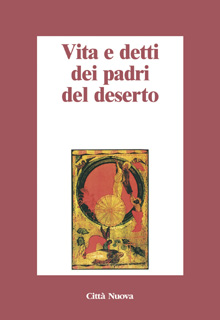 Vita e detti
dei padri
del deserto
Città Nuova